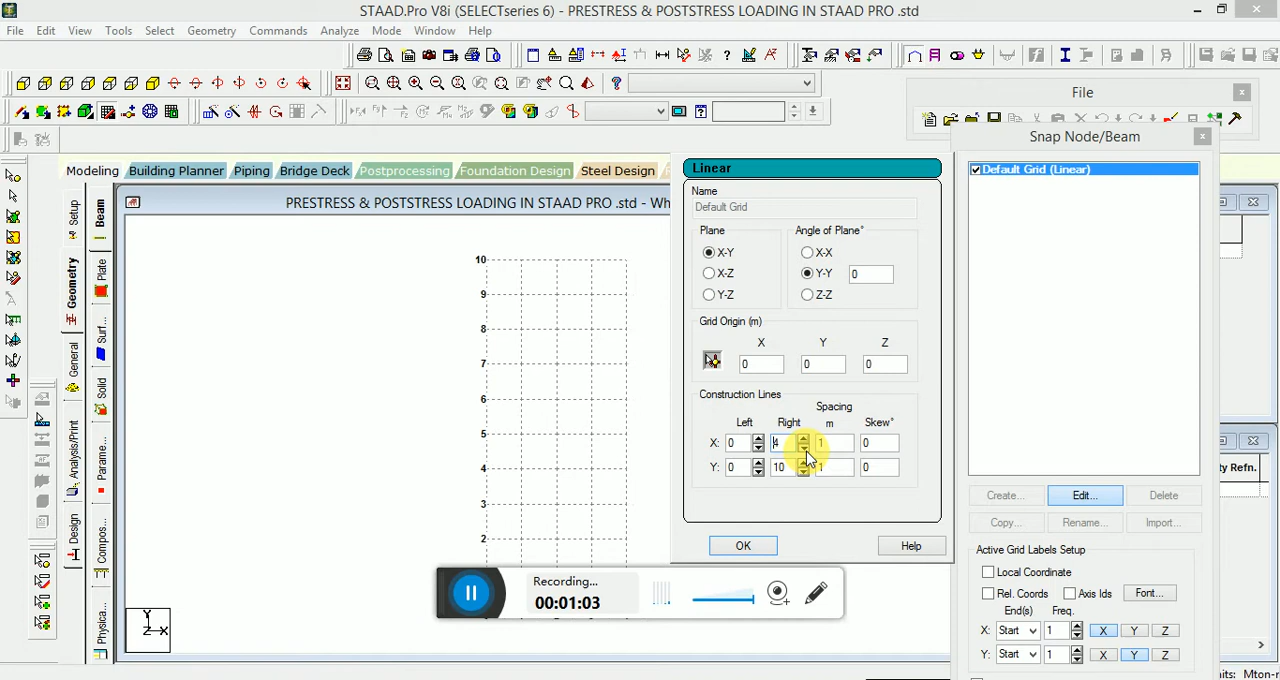 STAAD.Pro V8i (SELECTseries 6) - PRESTRESS & POSTSTRESS LOADING IN STAAD PRO .std
File Edit View Tools Select Geometry Commands Analyze Mode Window Help
File
Snap Node/Beam
Modeling Building Planner Piping Bridge Deck Postprocessing Foundation Design Steel Design
PRESTRESS & POSTSTRESS LOADING IN STAAD PRO .std - Wh
Setup
Geometry
General
Analysis/Print
Design
Beam
Plate
Surf...
Solid
Parame...
Compos...
Physica...
10
9
8
7
6
5
4
3
2
Y
Z X
Linear
Name
Default Grid
Plane
Angle of Plane°
X-Y
X-X
X-Z
Y-Y
0
Y-Z
Z-Z
Grid Origin (m)
X Y Z
0 0 0
Construction Lines
Spacing
Left Right m Skew°
X: 0 4 1 0
Y: 0 10 1 0
OK
Help
Default Grid (Linear)
Create... Edit... Delete
Copy... Rename... Import...
Active Grid Labels Setup
Local Coordinate
Rel. Coords Axis Ids Font...
End(s) Freq.
X: Start 1 X Y Z
Y: Start 1 X Y Z
ty Refn.
Recording...
00:01:03
its: Mton-r